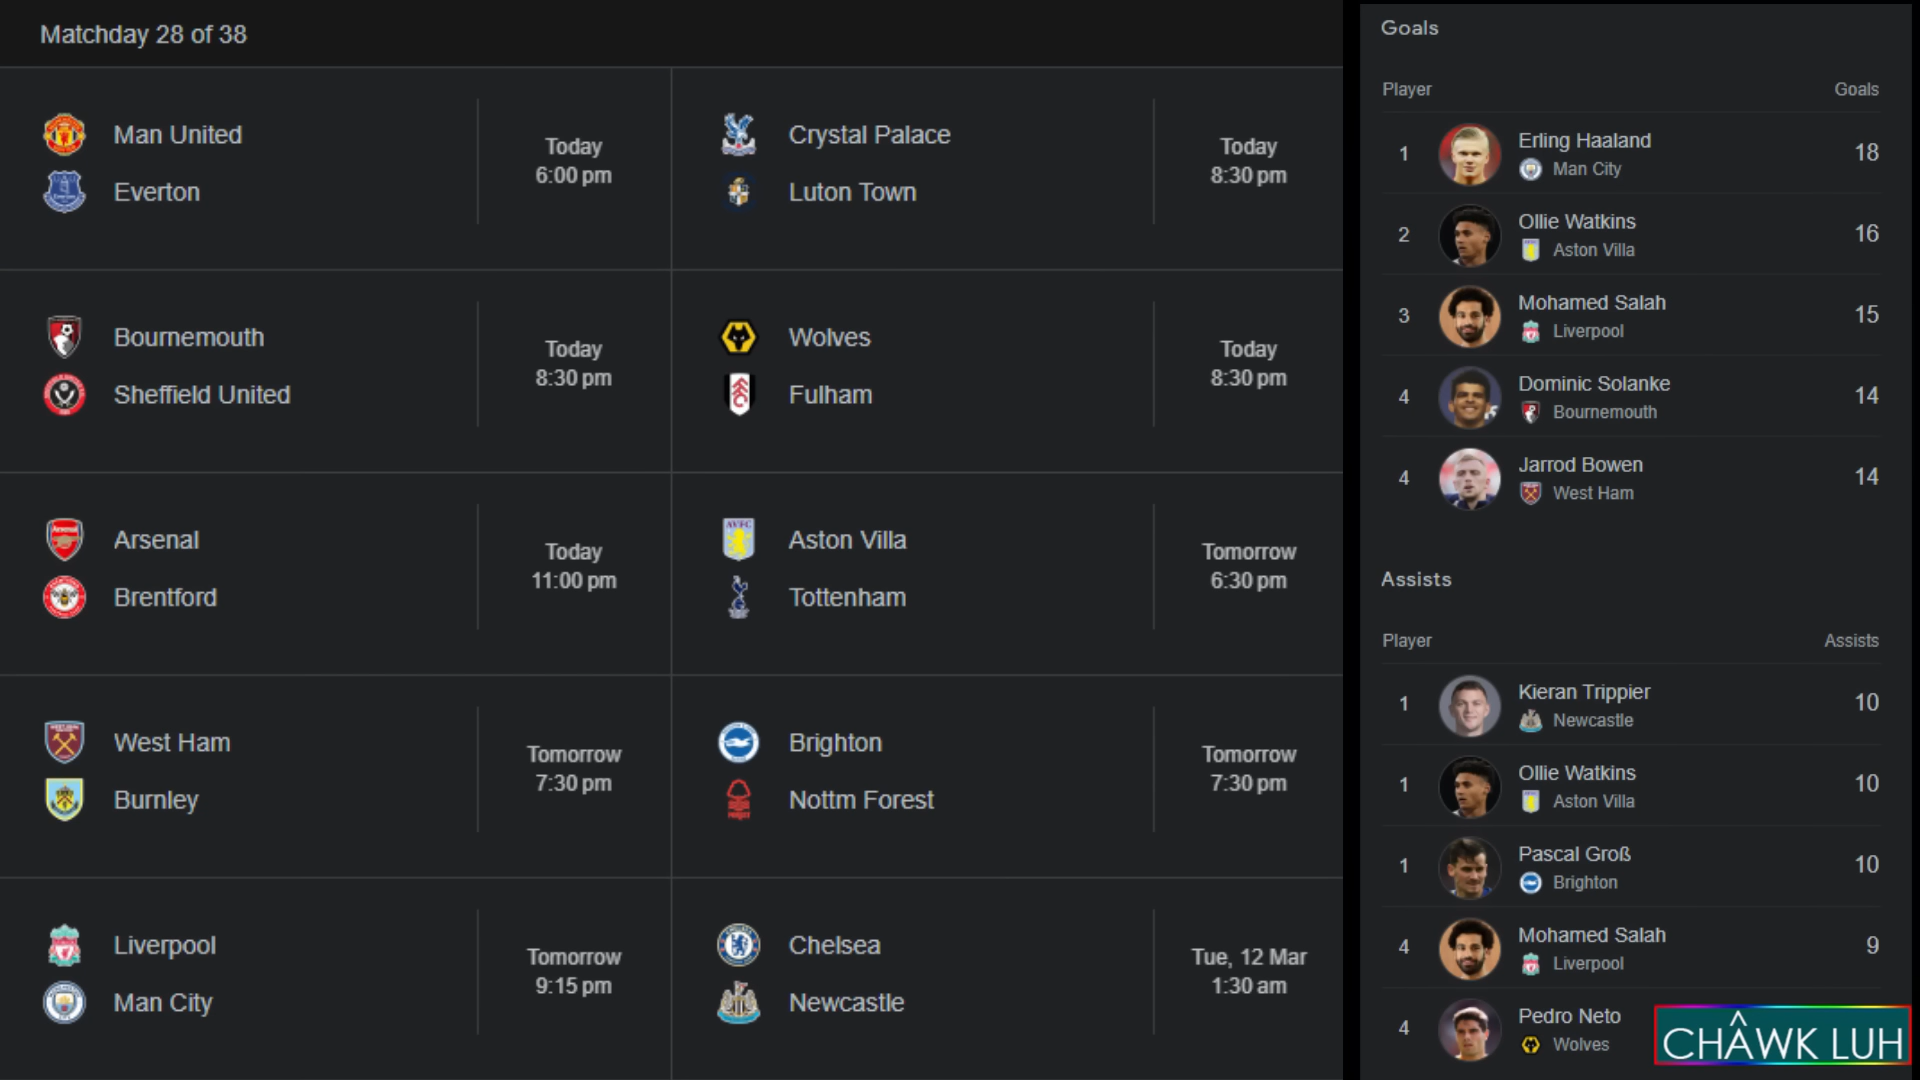 Matchday 28 of 38
Man United
Everton
Today
6:00 pm
Crystal Palace
Luton Town
Today
8:30 pm
Bournemouth
Sheffield United
Today
8:30 pm
Wolves
Fulham
Today
8:30 pm
Arsenal
Brentford
Today
11:00 pm
Aston Villa
Tottenham
Tomorrow
6:30 pm
West Ham
Burnley
Tomorrow
7:30 pm
Brighton
Nottm Forest
Tomorrow
7:30 pm
Liverpool
Man City
Tomorrow
9:15 pm
Chelsea
Newcastle
Tue, 12 Mar
1:30 am
Goals
Player Goals
1 Erling Haaland 18
Man City
2 Ollie Watkins 16
Aston Villa
3 Mohamed Salah 15
Liverpool
4 Dominic Solanke 14
Bournemouth
4 Jarrod Bowen 14
West Ham
Assists
Player Assists
1 Kieran Trippier 10
Newcastle
1 Ollie Watkins 10
Aston Villa
1 Pascal Groß 10
Brighton
4 Mohamed Salah 9
Liverpool
4 Pedro Neto
Wolves
CHÂWK LUH